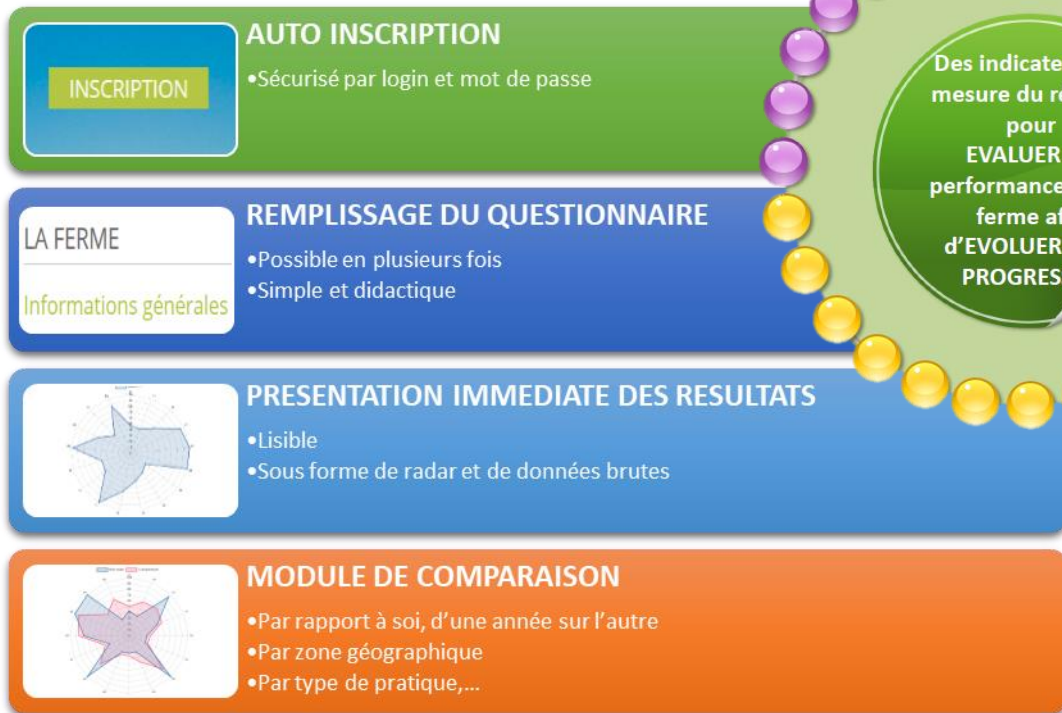 AUTO INSCRIPTION
INSCRIPTION
•Sécurisé par login et mot de passe
REMPLISSAGE DU QUESTIONNAIRE
LA FERME
Informations générales
•Possible en plusieurs fois
•Simple et didactique
PRESENTATION IMMEDIATE DES RESULTATS
•Lisible
•Sous forme de radar et de données brutes
MODULE DE COMPARAISON
•Par rapport à soi, d’une année sur l’autre
•Par zone géographique
•Par type de pratique,...
Des
mesure du
pour
EVALUER
ferme
d’EVOLUER